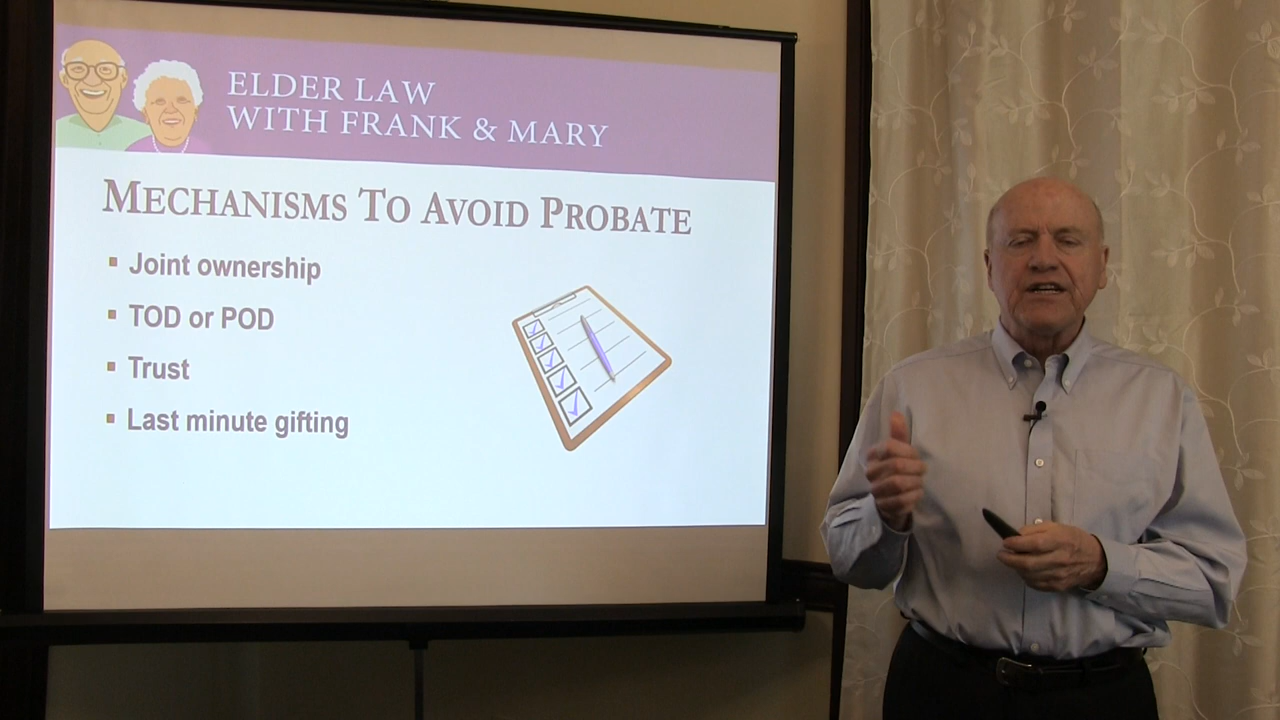 ELDER LAW
WITH FRANK & MARY
MECHANISMS TO AVOID PROBATE
Joint ownership
TOD or POD
Trust
Last minute gifting